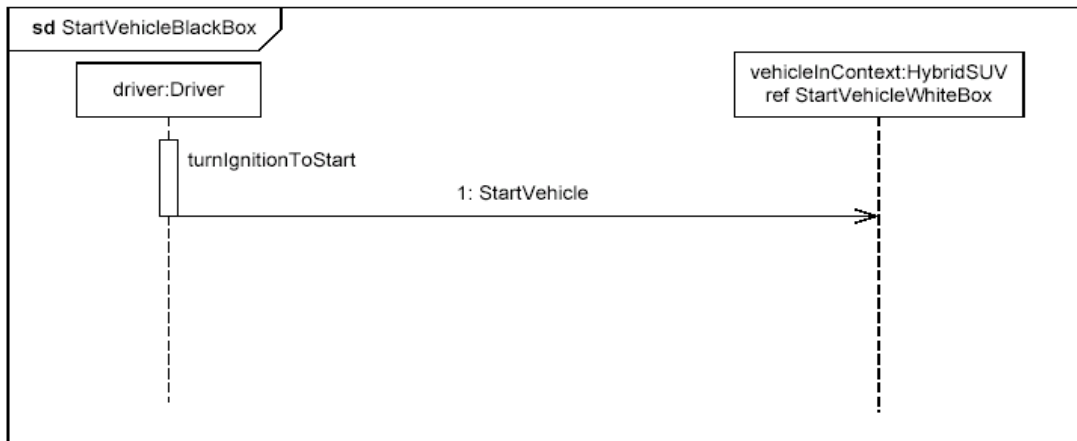 sd StartVehicleBlackBox
driver:Driver
vehicleInContext:HybridSUV
ref StartVehicleWhiteBox
turnIgnitionToStart
1: StartVehicle